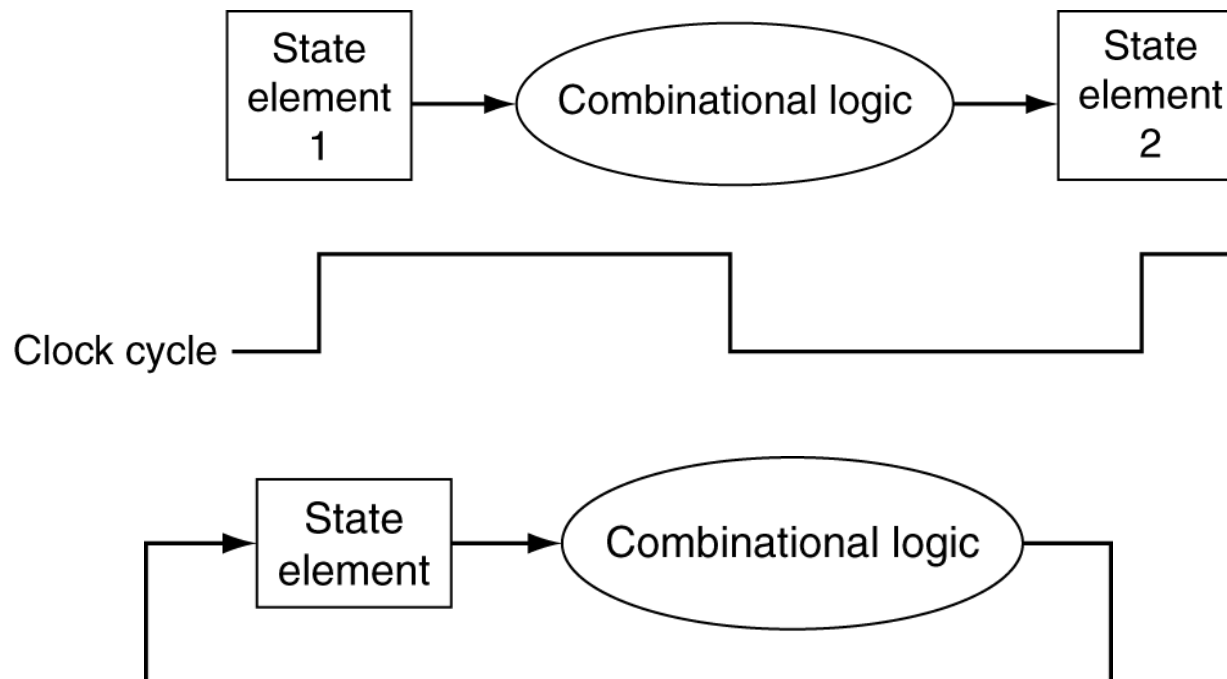 State
element
1
Combinational logic
State
element
2
Clock cycle
State
element
Combinational logic